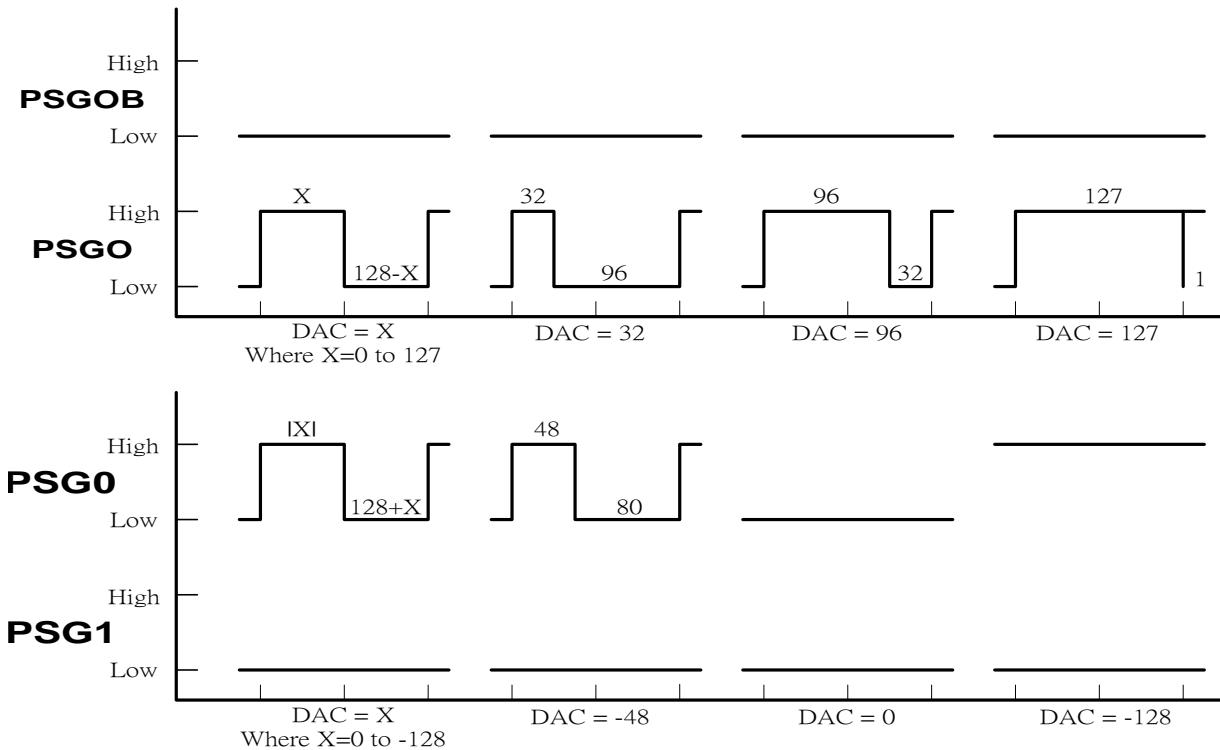 High
PSGOB
Low
X 32 96 127
High
PSGO
128-X 96 32 1
Low
DAC = X DAC = 32 DAC = 96 DAC = 127
Where X=0 to 127
|X| 48
High
PSG0
128+X 80
Low
High
PSG1
Low
DAC = X DAC = -48 DAC = 0 DAC = -128
Where X=0 to -128